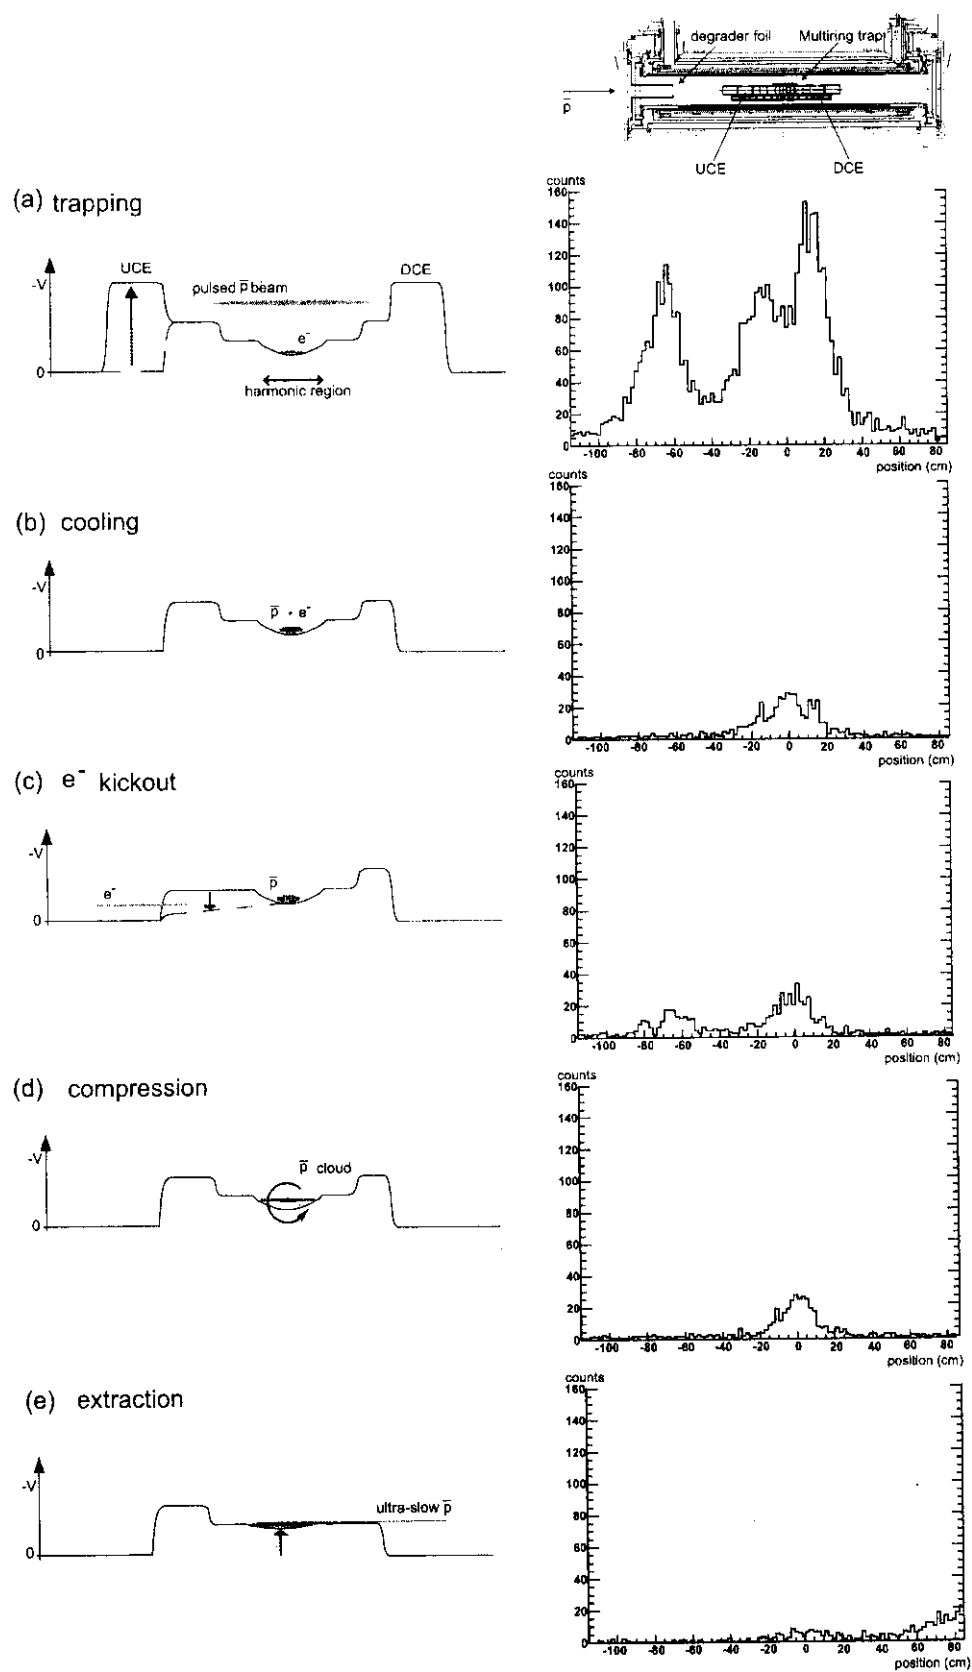 degrader foil
Multiring trap
p̅
UCE
DCE
(a) trapping
-V
UCE
DCE
pulsed p̅ beam
e⁻
0
harmonic region
counts
160
140
120
100
80
60
40
20
0
-100 -80 -60 -40 -20 0 20 40 60 80
position (cm)
(b) cooling
-V
p̅ + e⁻
0
counts
160
140
120
100
80
60
40
20
0
-100 -80 -60 -40 -20 0 20 40 60 80
position (cm)
(c) e⁻ kickout
-V
e⁻
p̅
0
counts
160
140
120
100
80
60
40
20
0
-100 -80 -60 -40 -20 0 20 40 60 80
position (cm)
(d) compression
-V
p̅ cloud
0
counts
160
140
120
100
80
60
40
20
0
-100 -80 -60 -40 -20 0 20 40 60 80
position (cm)
(e) extraction
-V
ultra-slow p̅
0
counts
160
140
120
100
80
60
40
20
0
-100 -80 -60 -40 -20 0 20 40 60 80
position (cm)